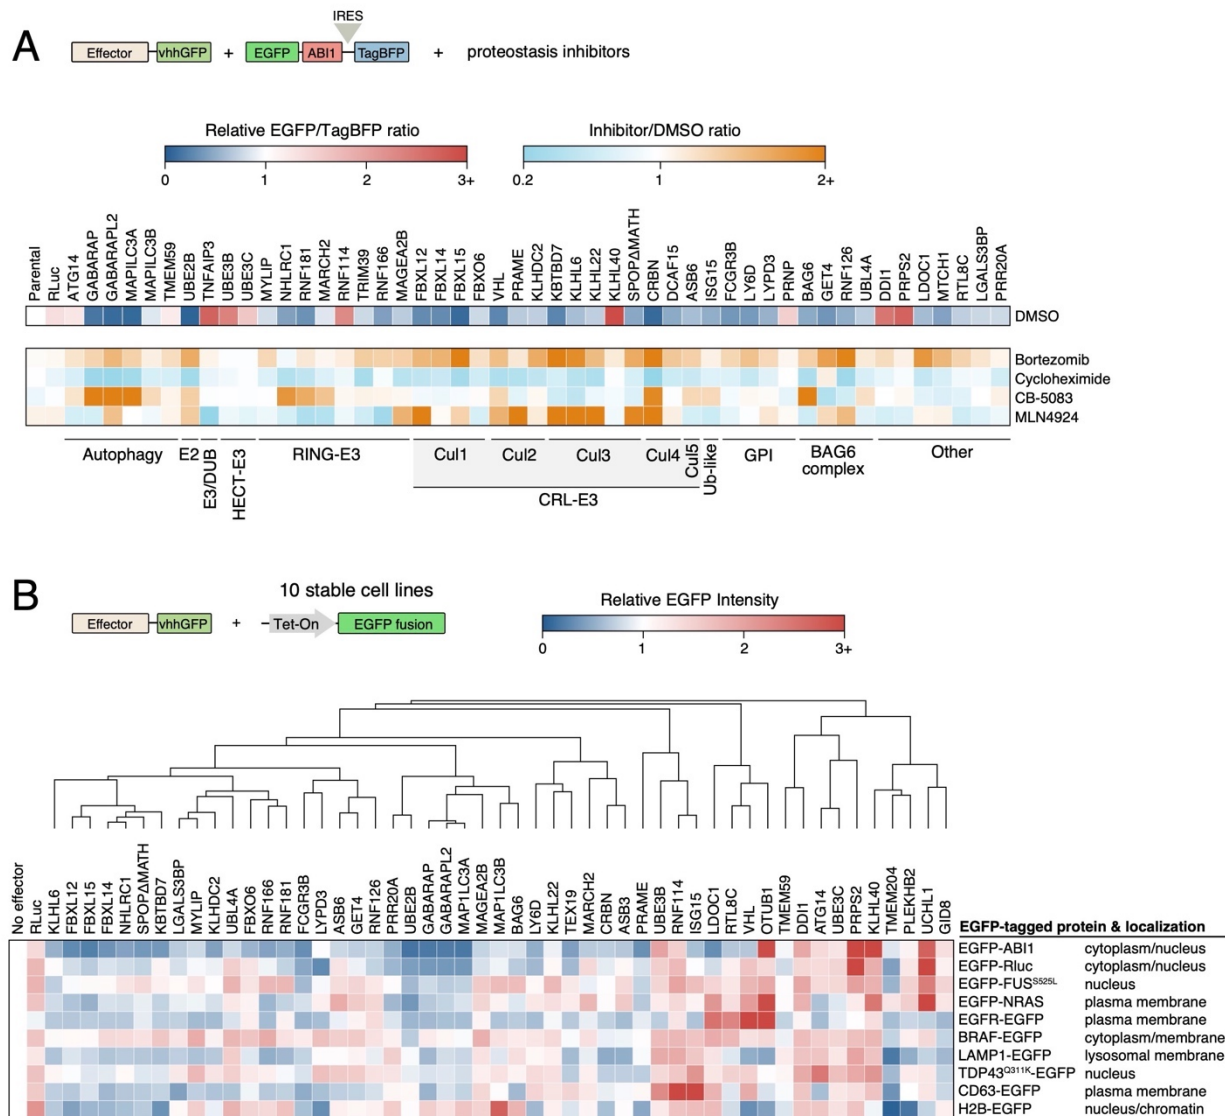 A
IRES
Effector vhhGFP + EGFP ABI1 TagBFP + proteostasis inhibitors
Relative EGFP/TagBFP ratio
0 1 2 3+
Inhibitor/DMSO ratio
0.2 1 2+
Parental
RLuc
ATG14
GABARAP
GABARAPL2
MAPILC3A
MAPILC3B
TMEM59
UBE2B
TNFAIP3
UBE3B
UBE3C
MYLIP
NHLRC1
RNF181
MARCH2
RNF114
TRIM39
RNF166
MAGEA2B
FBXL12
FBXL14
FBXL15
FBXO6
VHL
PRAME
KLHDC2
KBTBD7
KLHL6
KLHL22
KLHL40
SPOPΔMATH
CRBN
DCAF15
ASB6
ISG15
FCGR3B
LY6D
LYPD3
PRNP
BAG6
GET4
RNF126
UBL4A
DDI1
PRPS2
LDOC1
MTCH1
RTL8C
LGALS3BP
PRR20A
DMSO
Bortezomib
Cycloheximide
CB-5083
MLN4924
Autophagy
E2
E3/DUB
HECT-E3
RING-E3
Cul1
Cul2
Cul3
Cul4
Cul5
Ub-like
GPI
BAG6
complex
Other
CRL-E3
B
10 stable cell lines
Effector vhhGFP + Tet-On EGFP fusion
Relative EGFP Intensity
0 1 2 3+
No effector
RLuc
KLHL6
FBXL12
FBXL15
FBXL14
NHLRC1
SPOPΔMATH
KBTBD7
LGALS3BP
MYLIP
KLHDC2
UBL4A
FBXO6
RNF166
RNF181
FCGR3B
LYPD3
ASB6
GET4
RNF126
PRR20A
UBE2B
GABARAP
GABARAPL2
MAP1LC3A
MAGEA2B
MAP1LC3B
BAG6
LY6D
KLHL22
TEX19
MARCH2
CRBN
ASB3
PRAME
UBE3B
RNF114
ISG15
LDOC1
RTL8C
VHL
OTUB1
TMEM59
DDI1
ATG14
UBE3C
PRPS2
KLHL40
TMEM204
PLEKHB2
UCHL1
GID8
EGFP-tagged protein & localization
EGFP-ABI1 cytoplasm/nucleus
EGFP-Rluc cytoplasm/nucleus
EGFP-FUS^S525L nucleus
EGFP-NRAS plasma membrane
EGFR-EGFP plasma membrane
BRAF-EGFP cytoplasm/membrane
LAMP1-EGFP lysosomal membrane
TDP43^Q311K-EGFP nucleus
CD63-EGFP plasma membrane
H2B-EGFP nucleus/chromatin